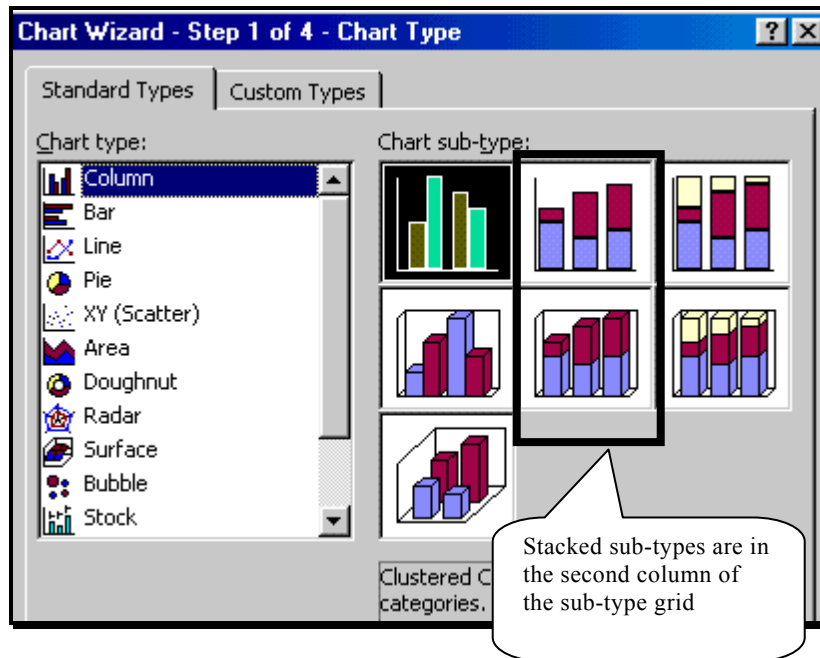 Chart Wizard - Step 1 of 4 - Chart Type
Standard Types
Custom Types
Chart type:
Column
Bar
Line
Pie
XY (Scatter)
Area
Doughnut
Radar
Surface
Bubble
Stock
Chart sub-type:
Clustered C
categories.
Stacked sub-types are in
the second column of
the sub-type grid